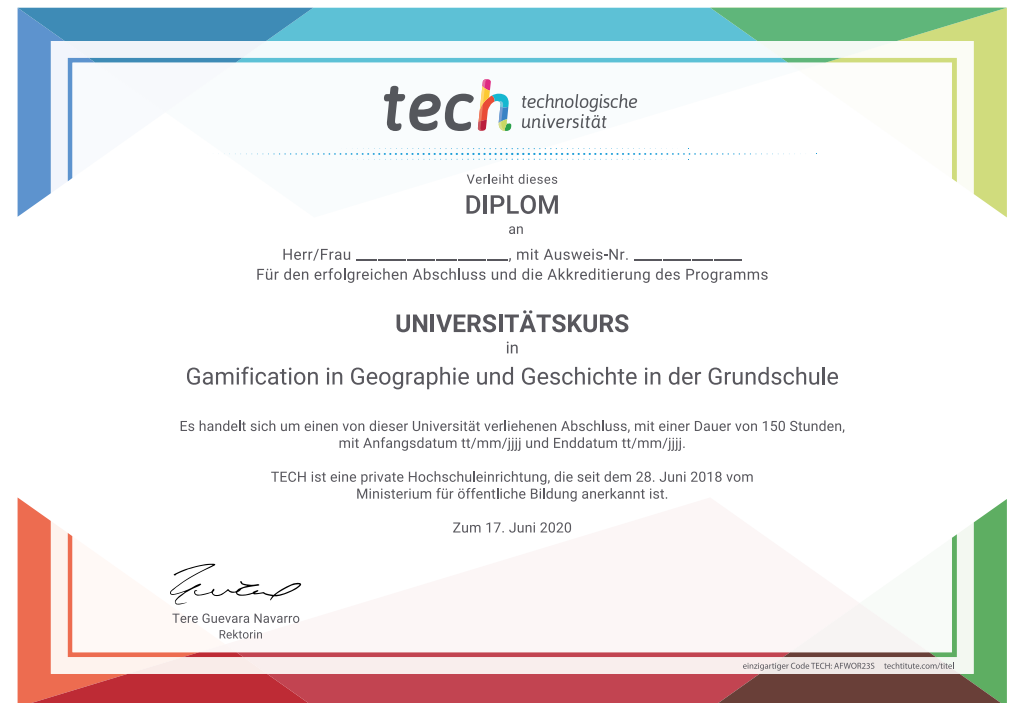 tech technologische
universität
Verleiht dieses
DIPLOM
an
Herr/Frau ____________________, mit Ausweis-Nr. ______________
Für den erfolgreichen Abschluss und die Akkreditierung des Programms
UNIVERSITÄTSKURS
in
Gamification in Geographie und Geschichte in der Grundschule
Es handelt sich um einen von dieser Universität verliehenen Abschluss, mit einer Dauer von 150 Stunden,
mit Anfangsdatum tt/mm/jjjj und Enddatum tt/mm/jjjj.
TECH ist eine private Hochschuleinrichtung, die seit dem 28. Juni 2018 vom
Ministerium für öffentliche Bildung anerkannt ist.
Zum 17. Juni 2020
Tere Guevara Navarro
Rektorin
einzigartiger Code TECH: AFWOR23S techtitute.com/titel